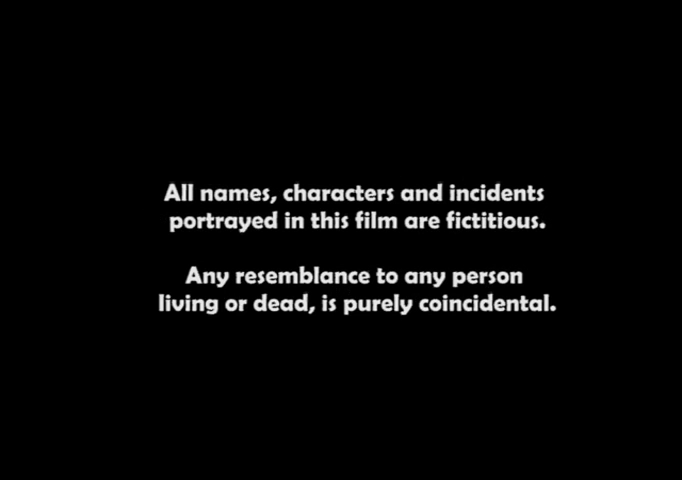 All names, characters and incidents
portrayed in this film are fictitious.
Any resemblance to any person
living or dead, is purely coincidental.